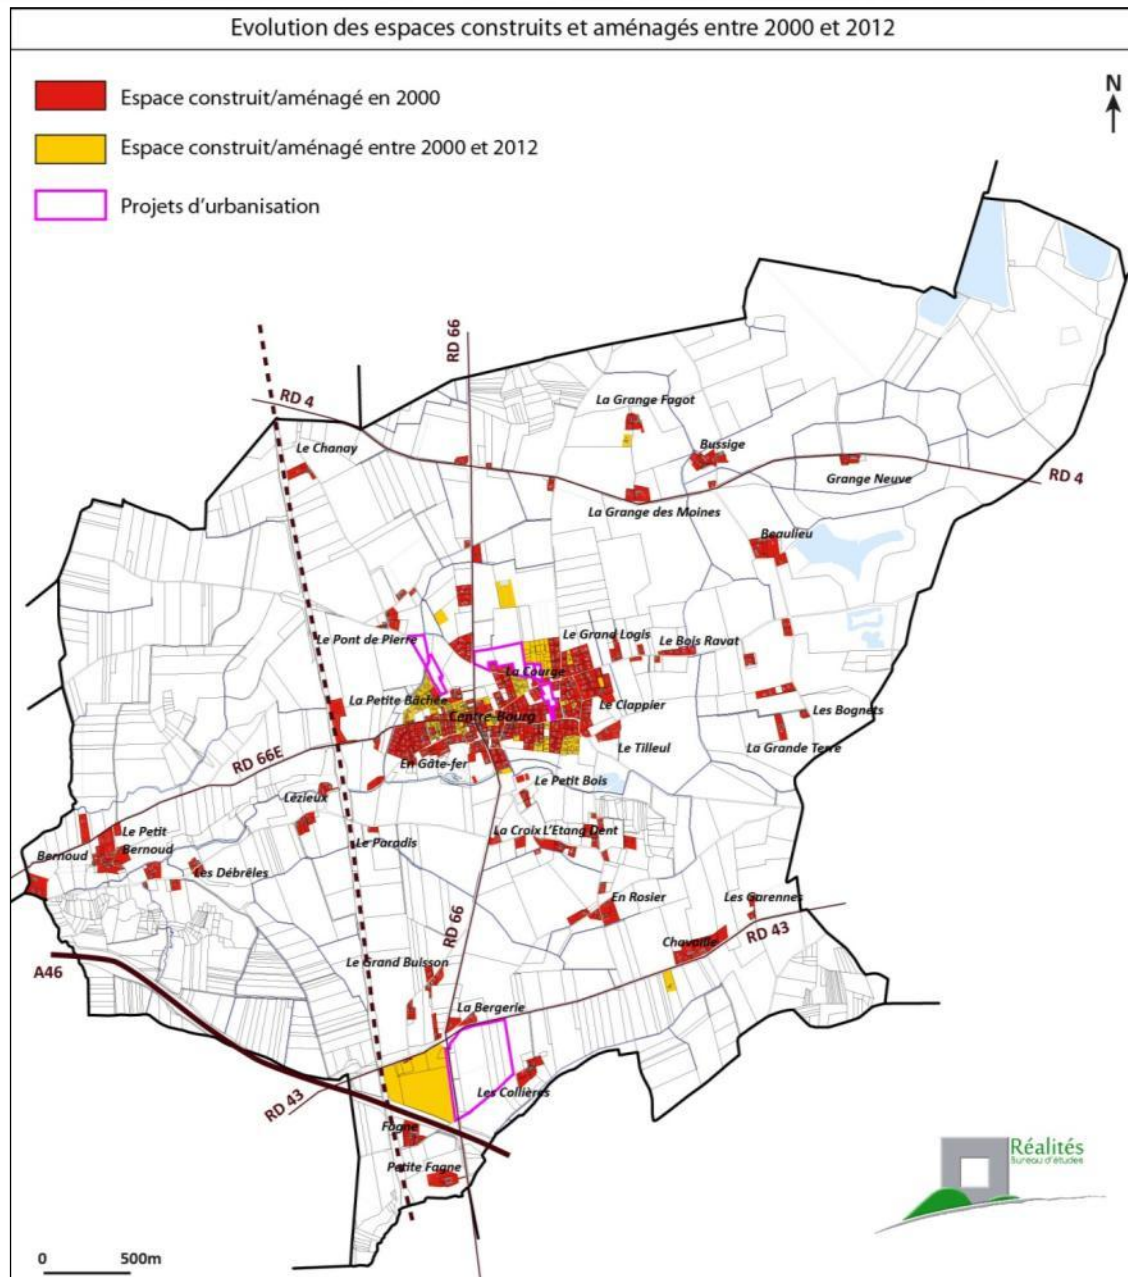 Evolution des espaces construits et aménagés entre 2000 et 2012
Espace construit/aménagé en 2000
N
Espace construit/aménagé entre 2000 et 2012
Projets d'urbanisation
RD 66
RD 4
La Grange Fagot
Le Chanay
Bussige
Grange Neuve
RD 4
La Grange des Moines
Beaulieu
Le Pont de Pierre
Le Grand Logis
Le Bois Ravat
La Courge
La Petite Bâchée
Le Clappier
Centre-Bourg
Les Bognets
Le Tilleul
La Grande Terre
RD 66E
En Gâte-fer
Le Petit Bois
Lézieux
Le Petit
Bernoud
Bernoud
La Croix
L'Etang Dent
Le Paradis
Les Débrêles
En Rosier
Les Garennes
RD 66
RD 43
Chavaille
A46
Le Grand Buisson
La Bergerie
Les Collières
RD 43
Fagne
Petite Fagne
Réalités
Bureau d'études
0 500m